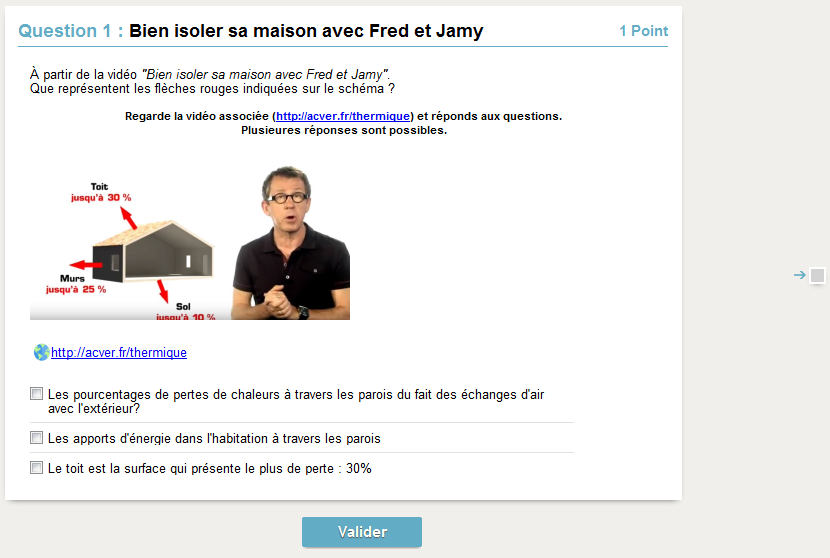 Question 1 : Bien isoler sa maison avec Fred et Jamy
1 Point
À partir de la vidéo "Bien isoler sa maison avec Fred et Jamy".
Que représentent les flèches rouges indiquées sur le schéma ?
Regarde la vidéo associée (http://acver.fr/thermique) et réponds aux questions.
Plusieures réponses sont possibles.
Toit
jusqu'à 30 %
Murs
jusqu'à 25 %
Sol
jusqu'à 10 %
http://acver.fr/thermique
Les pourcentages de pertes de chaleurs à travers les parois du fait des échanges d'air
avec l'extérieur?
Les apports d'énergie dans l'habitation à travers les parois
Le toit est la surface qui présente le plus de perte : 30%
Valider